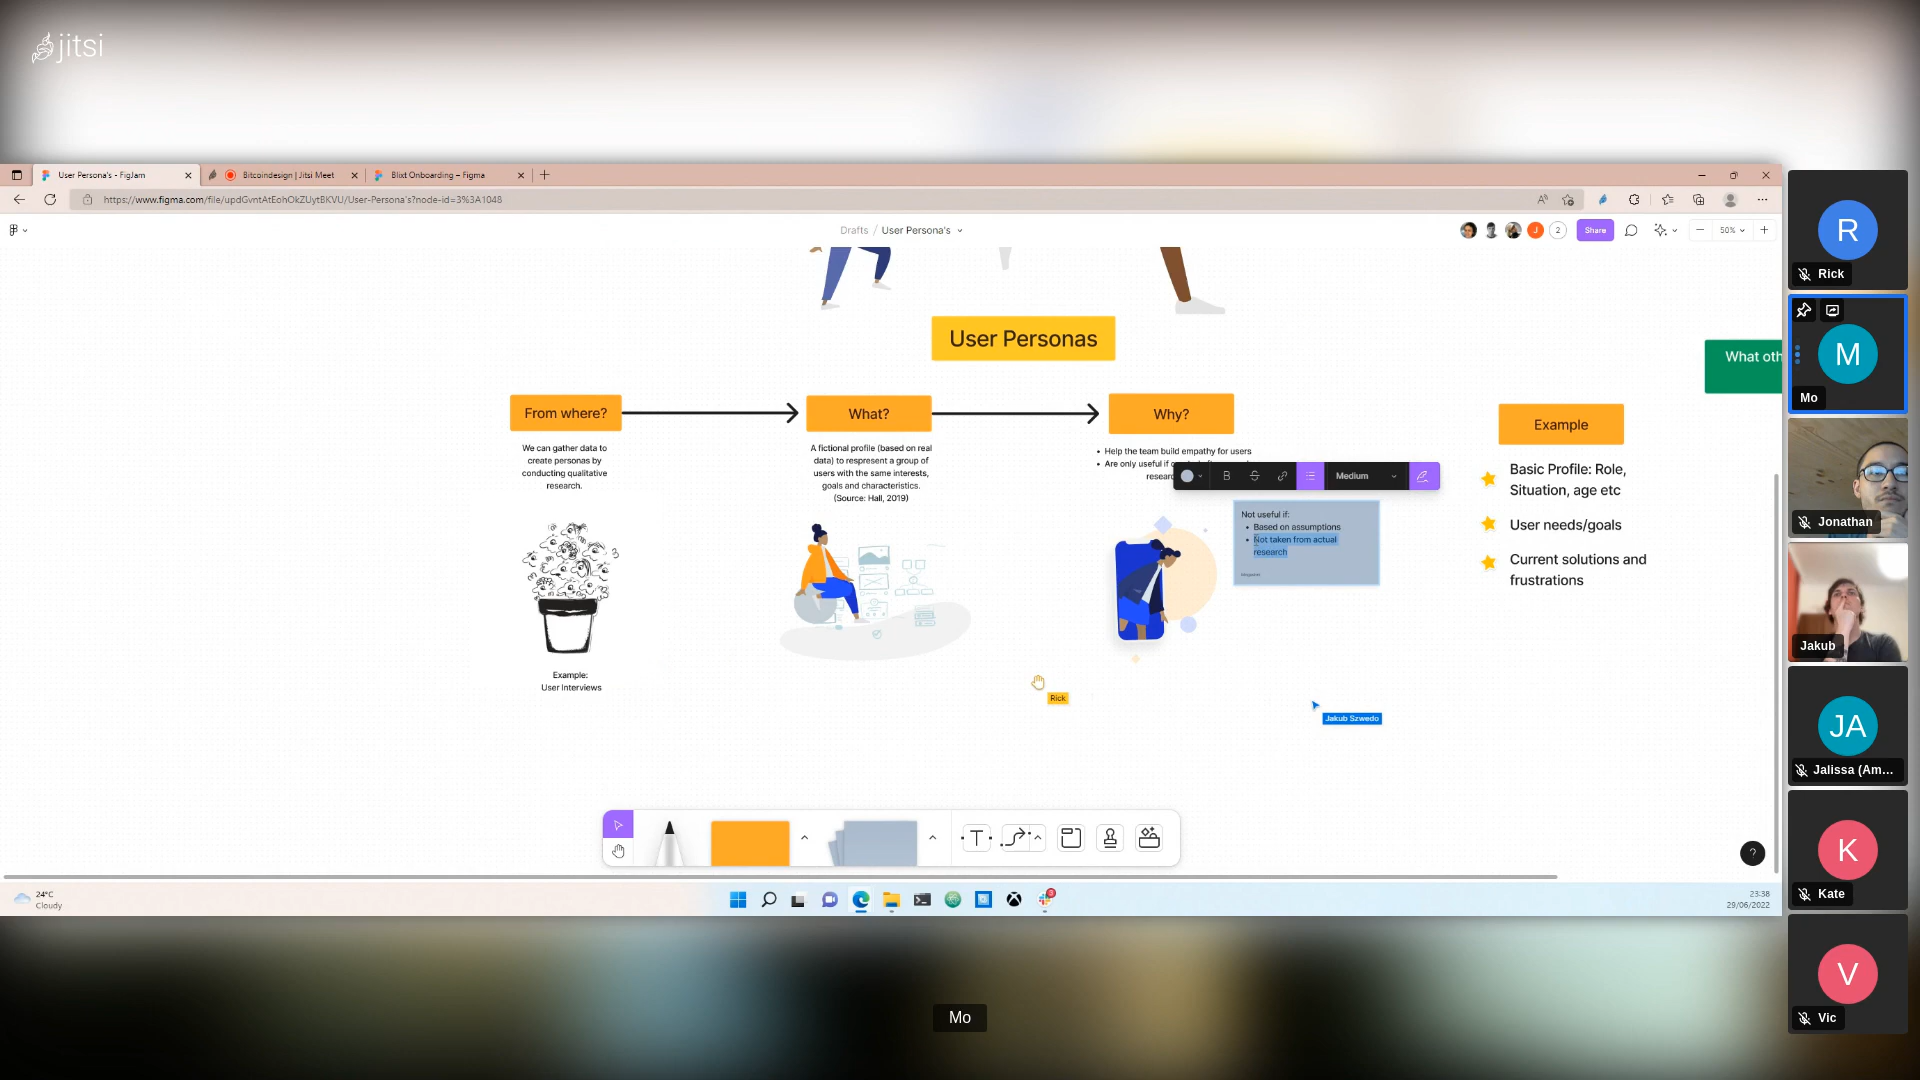 jitsi
User Persona's - FigJam
Bitcoindesign | Jitsi Meet
Blixt Onboarding – Figma
https://www.figma.com/file/updGvntAtEohOkZUytBKVU/User-Persona's?node-id=3%3A1048
Drafts / User Persona's
J
2
Share
50%
User Personas
What oth
From where?
What?
Why?
Example
We can gather data to
create personas by
conducting qualitative
research.
A fictional profile (based on real
data) to respresent a group of
users with the same interests,
goals and characteristics.
(Source: Hall, 2019)
• Help the team build empathy for users
• Are only useful if
researc
B
S
Medium
Not useful if:
• Based on assumptions
• Not taken from actual
research
Basic Profile: Role,
Situation, age etc
User needs/goals
Current solutions and
frustrations
Example:
User Interviews
Rick
Jakub Szwedo
T
?
24°C
Cloudy
23:38
29/06/2022
R
Rick
M
Mo
Jonathan
Jakub
JA
Jalissa (Am...
K
Kate
V
Vic
Mo